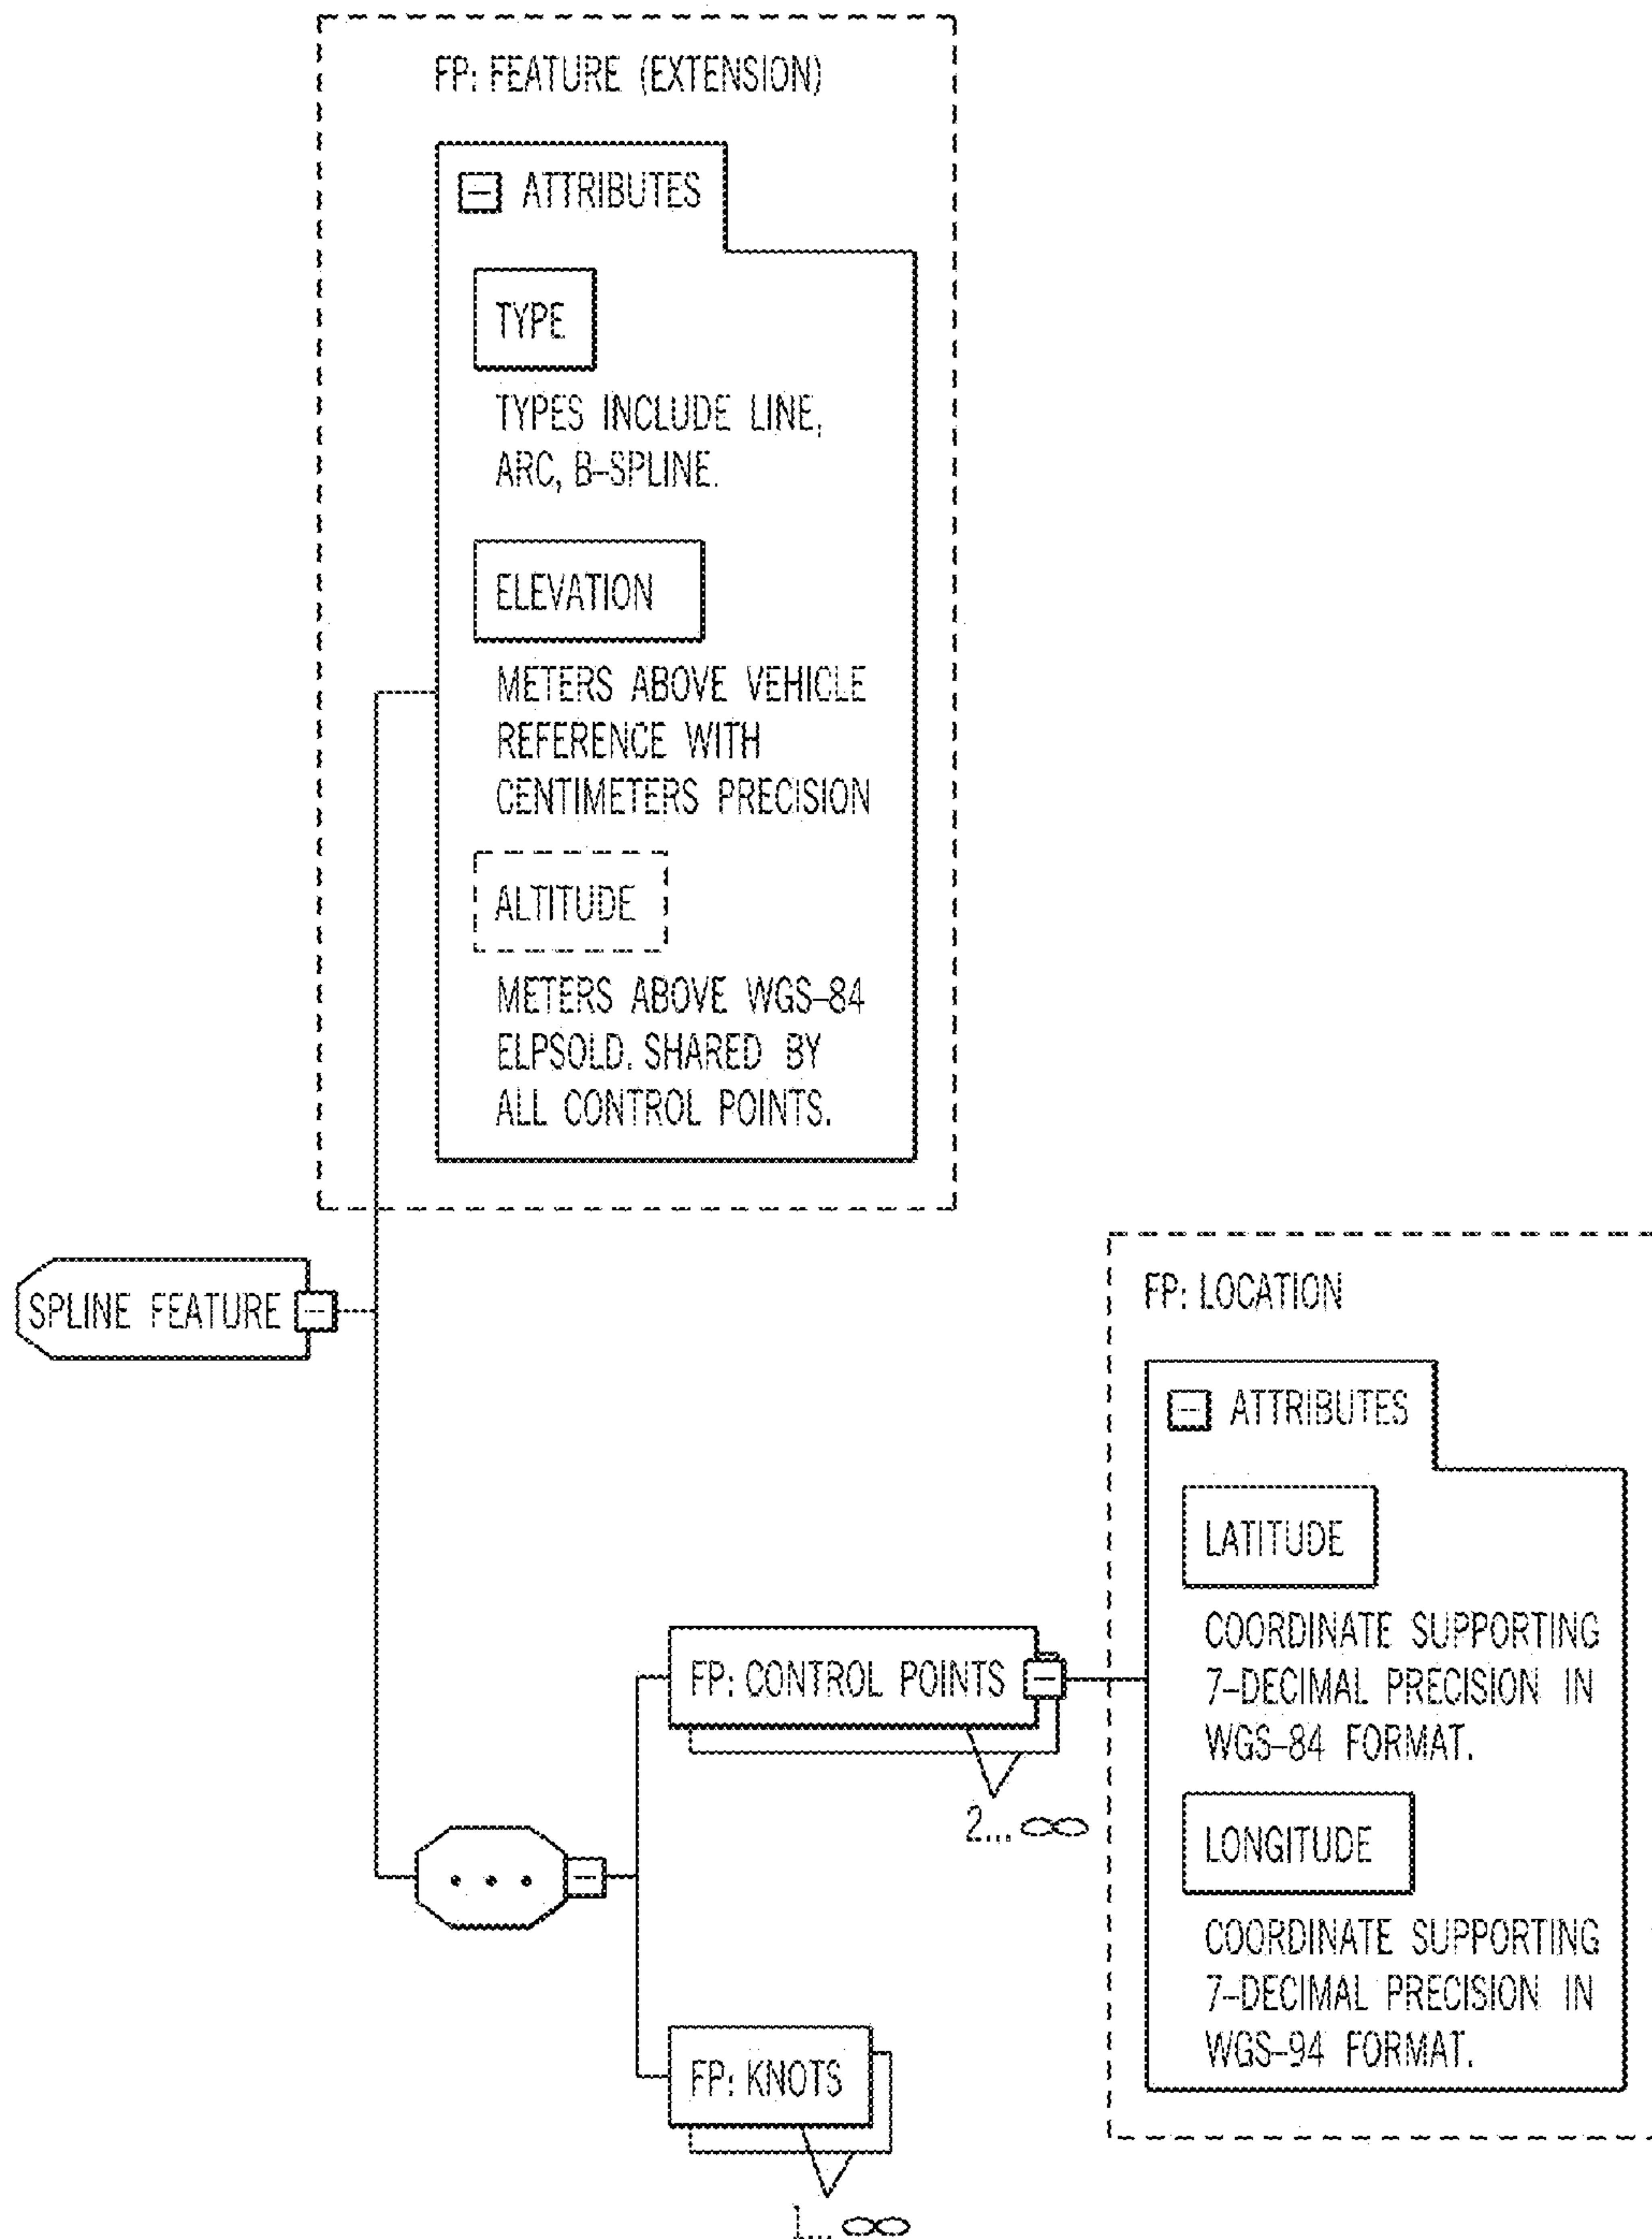 FP: FEATURE (EXTENSION)
ATTRIBUTES
TYPE
TYPES INCLUDE LINE,
ARC, B-SPLINE.
ELEVATION
METERS ABOVE VEHICLE
REFERENCE WITH
CENTIMETERS PRECISION
ALTITUDE
METERS ABOVE WGS-84
ELPSOLD. SHARED BY
ALL CONTROL POINTS.
SPLINE FEATURE
FP: LOCATION
ATTRIBUTES
LATITUDE
COORDINATE SUPPORTING
7-DECIMAL PRECISION IN
WGS-84 FORMAT.
LONGITUDE
COORDINATE SUPPORTING
7-DECIMAL PRECISION IN
WGS-94 FORMAT.
FP: CONTROL POINTS
2... ∞
FP: KNOTS
1... ∞